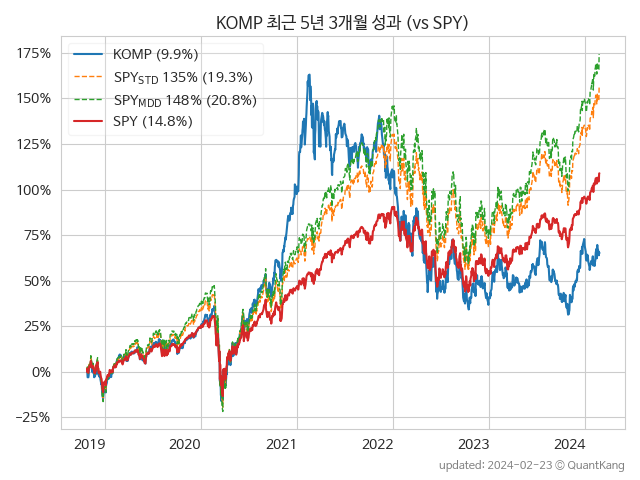 KOMP 최근 5년 3개월 성과 (vs SPY)
175%
150%
125%
100%
75%
50%
25%
0%
−25%
KOMP (9.9%)
SPYSTD 135% (19.3%)
SPYMDD 148% (20.8%)
SPY (14.8%)
2019 2020 2021 2022 2023 2024
updated: 2024-02-23 © QuantKang